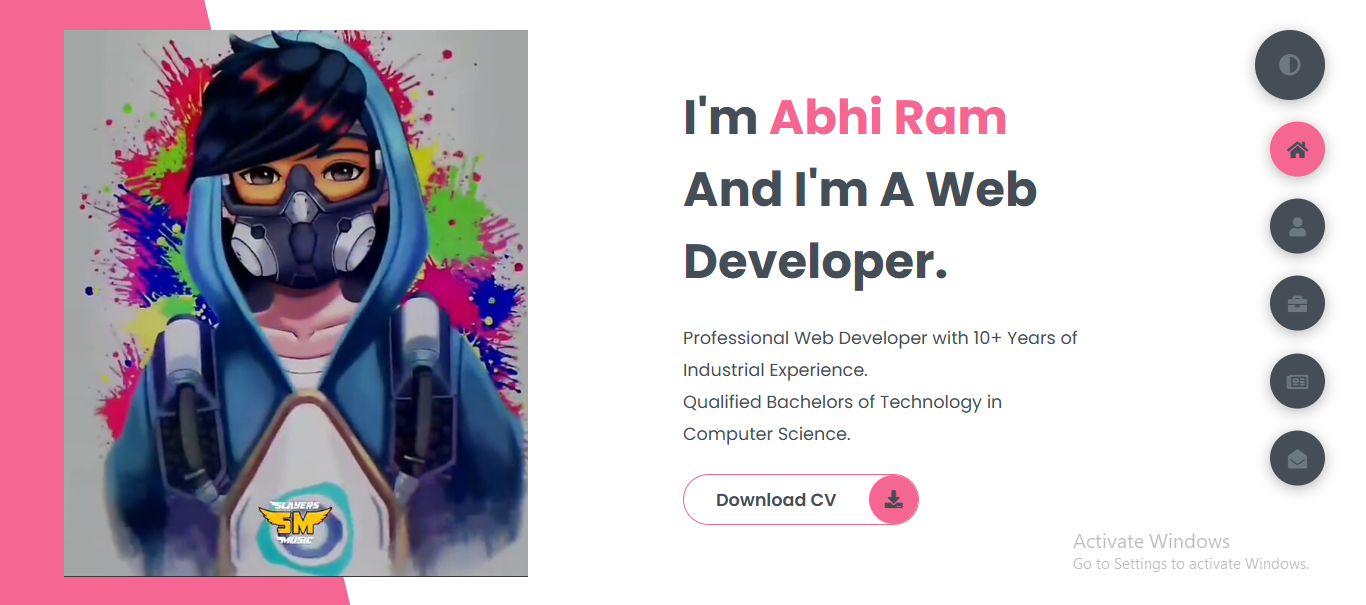 I'm Abhi Ram
And I'm A Web
Developer.
Professional Web Developer with 10+ Years of
Industrial Experience.
Qualified Bachelors of Technology in
Computer Science.
Download CV
SLAYERS
SM
MUSIC
Activate Windows
Go to Settings to activate Windows.